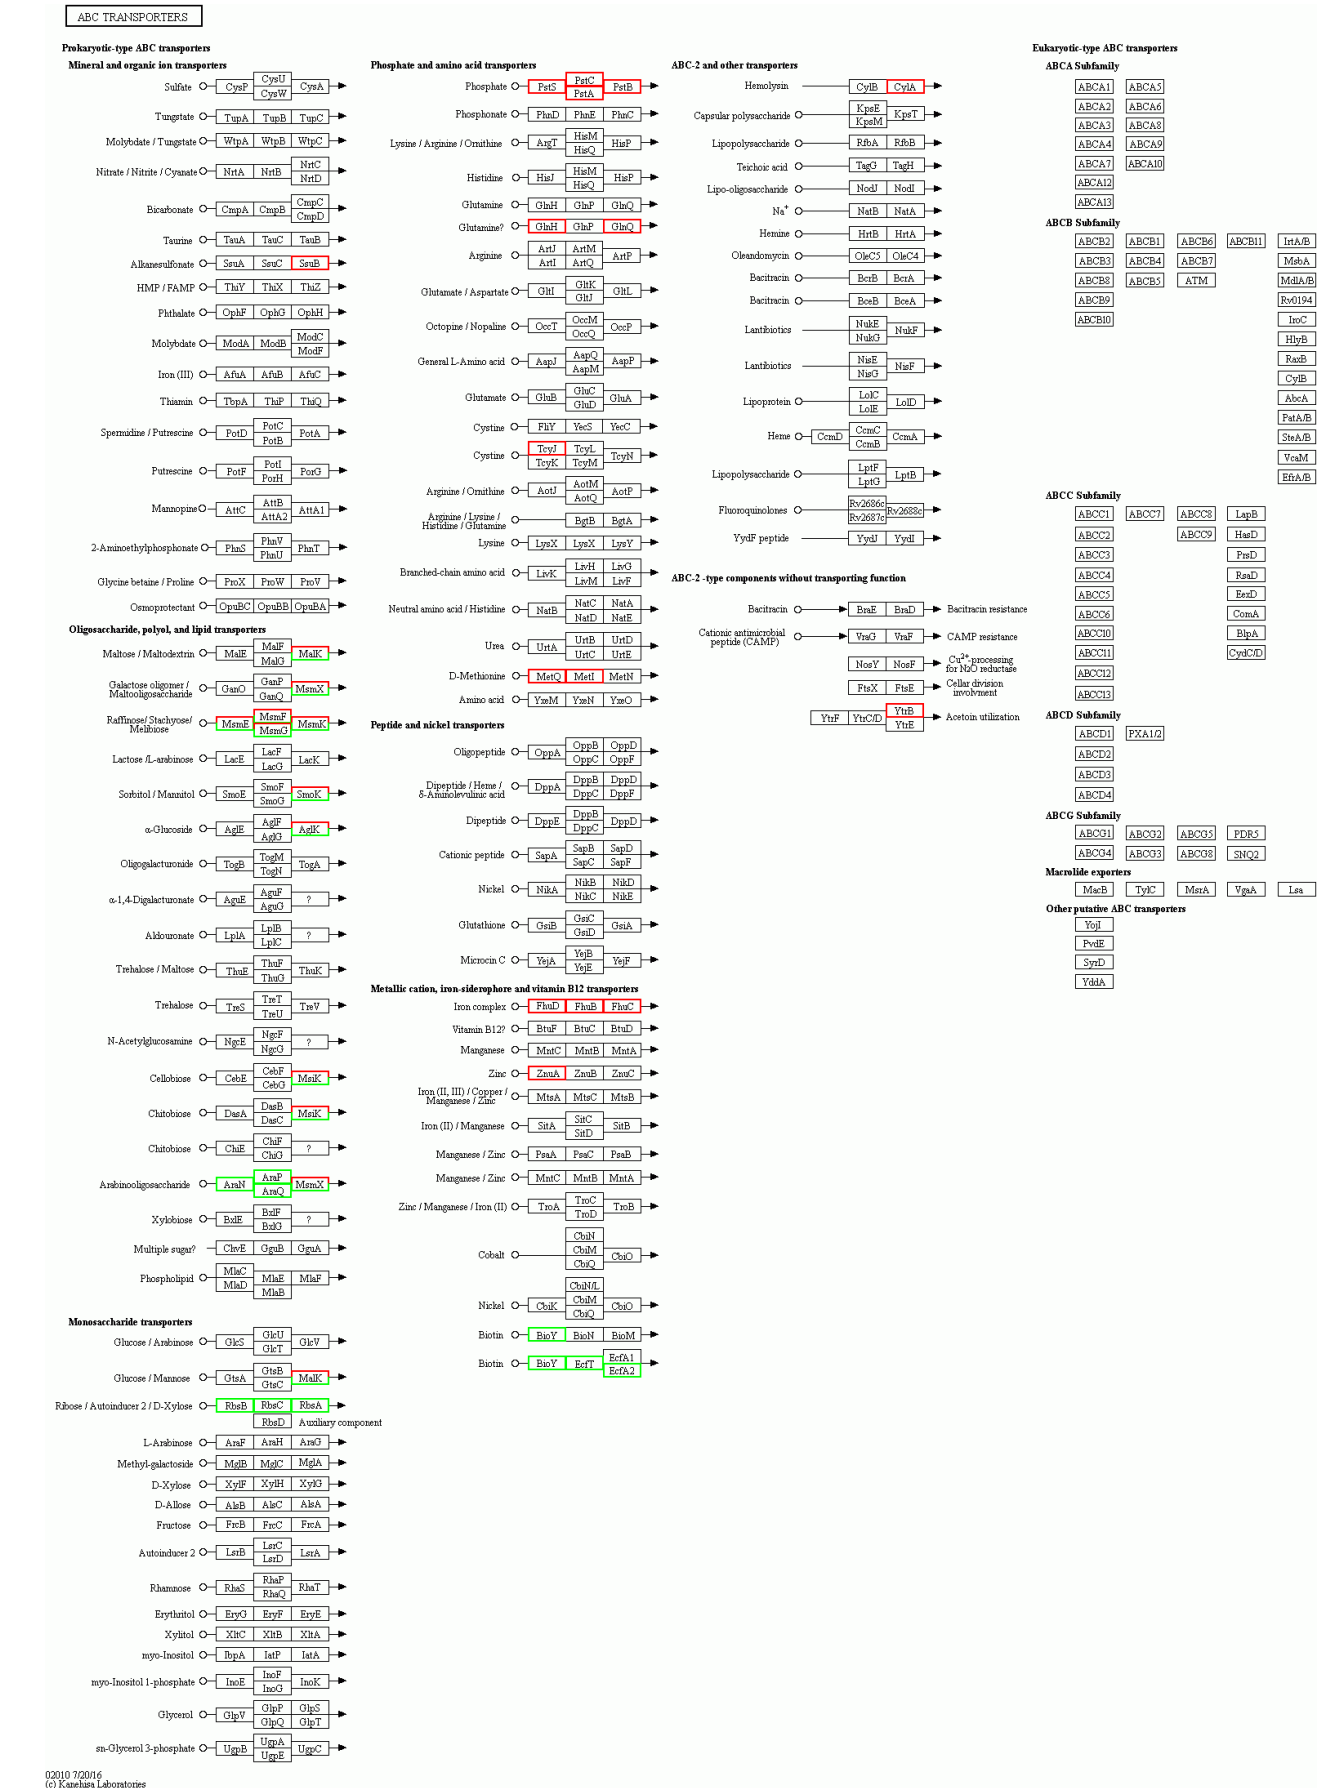 ABC TRANSPORTERS
Prokaryotic-type ABC transporters
Mineral and organic ion transporters
Sulfate CysP CysU CysW CysA
Tungstate TupA TupB TupC
Molybdate / Tungstate WtpA WtpB WtpC
Nitrate / Nitrite / Cyanate NrtA NrtB NrtC NrtD
Bicarbonate CmpA CmpB CmpC CmpD
Taurine TauA TauC TauB
Alkanesulfonate SsuA SsuC SsuB
HMP / FAMP ThiY ThiX ThiZ
Phthalate OphF OphG OphH
Molybdate ModA ModB ModC ModF
Iron (III) AfuA AfuB AfuC
Thiamin TbpA ThiP ThiQ
Spermidine / Putrescine PotD PotC PotB PotA
Putrescine PotF PotI PotH PorG
Mannopine AttC AttB AttA2 AttA1
2-Aminoethylphosphonate PhnS PhnV PhnU PhnT
Glycine betaine / Proline ProX ProW ProV
Osmoprotectant OpuBC OpuBB OpuBA
Oligosaccharide, polyol, and lipid transporters
Maltose / Maltodextrin MalE MalF MalG MalK
Galactose oligomer / Maltooligosaccharide GanO GanP GanQ MsmX
Raffinose/ Stachyose/ Melibiose MsmE MsmF MsmG MsmK
Lactose /L-arabinose LacE LacF LacG LacK
Sorbitol / Mannitol SmoE SmoF SmoG SmoK
α-Glucoside AglE AglF AglG AglK
Oligogalacturonide TogB TogM TogN TogA
α-1,4-Digalacturonate AguE AguF AguG ?
Aldouronate LplA LplB LplC ?
Trehalose / Maltose ThuE ThuF ThuG ThuK
Trehalose TreS TreT TreU TreV
N-Acetylglucosamine NgcE NgcF NgcG ?
Cellobiose CebE CebF CebG MsiK
Chitobiose DasA DasB DasC MsiK
Chitobiose ChiE ChiF ChiG ?
Arabinooligosaccharide AraN AraP AraQ MsmX
Xylobiose BxlE BxlF BxlG ?
Multiple sugar? ChvE GguB GguA
Phospholipid MlaC MlaD MlaE MlaB MlaF
Monosaccharide transporters
Glucose / Arabinose GlcS GlcU GlcT GlcV
Glucose / Mannose GtsA GtsB GtsC MalK
Ribose / Autoinducer 2 / D-Xylose RbsB RbsC RbsA
RbsD Auxiliary component
L-Arabinose AraF AraH AraG
Methyl-galactoside MglB MglC MglA
D-Xylose XylF XylH XylG
D-Allose AlsB AlsC AlsA
Fructose FrcB FrcC FrcA
Autoinducer 2 LsrB LsrC LsrD LsrA
Rhamnose RhaS RhaP RhaQ RhaT
Erythritol EryG EryF EryE
Xylitol XltC XltB XltA
myo-Inositol IbpA IatP IatA
myo-Inositol 1-phosphate InoE InoF InoG InoK
Glycerol GlpV GlpP GlpQ GlpS GlpT
sn-Glycerol 3-phosphate UgpB UgpA UgpE UgpC
02010 7/20/16
(c) Kanehisa Laboratories
Phosphate and amino acid transporters
Phosphate PstS PstC PstA PstB
Phosphonate PhnD PhnE PhnC
Lysine / Arginine / Ornithine ArgT HisM HisQ HisP
Histidine HisJ HisM HisQ HisP
Glutamine GlnH GlnP GlnQ
Glutamine? GlnH GlnP GlnQ
Arginine ArtJ ArtI ArtM ArtQ ArtP
Glutamate / Aspartate GltI GltK GltJ GltL
Octopine / Nopaline OccT OccM OccQ OccP
General L-Amino acid AapJ AapQ AapM AapP
Glutamate GluB GluC GluD GluA
Cystine FliY YecS YecC
Cystine TcyJ TcyK TcyL TcyM TcyN
Arginine / Ornithine AotJ AotM AotQ AotP
Arginine / Lysine / Histidine / Glutamine BgtB BgtA
Lysine LysX LysX LysY
Branched-chain amino acid LivK LivH LivM LivG LivF
Neutral amino acid / Histidine NatB NatC NatD NatA NatE
Urea UrtA UrtB UrtC UrtD UrtE
D-Methionine MetQ MetI MetN
Amino acid YxeM YxeN YxeO
Peptide and nickel transporters
Oligopeptide OppA OppB OppC OppD OppF
Dipeptide / Heme / δ-Aminolevulinic acid DppA DppB DppC DppD DppF
Dipeptide DppE DppB DppC DppD
Cationic peptide SapA SapB SapC SapD SapF
Nickel NikA NikB NikC NikD NikE
Glutathione GsiB GsiC GsiD GsiA
Microcin C YejA YejB YejE YejF
Metallic cation, iron-siderophore and vitamin B12 transporters
Iron complex FhuD FhuB FhuC
Vitamin B12? BtuF BtuC BtuD
Manganese MntC MntB MntA
Zinc ZnuA ZnuB ZnuC
Iron (II, III) / Copper / Manganese / Zinc MtsA MtsC MtsB
Iron (II) / Manganese SitA SitC SitD SitB
Manganese / Zinc PsaA PsaC PsaB
Manganese / Zinc MntC MntB MntA
Zinc / Manganese / Iron (II) TroA TroC TroD TroB
Cobalt CbiN CbiM CbiQ CbiO
Nickel CbiK CbiN/L CbiM CbiQ CbiO
Biotin BioY BioN BioM
Biotin BioY EcfT EcfA1 EcfA2
ABC-2 and other transporters
Hemolysin CylB CylA
Capsular polysaccharide KpsE KpsM KpsT
Lipopolysaccharide RfbA RfbB
Teichoic acid TagG TagH
Lipo-oligosaccharide NodJ NodI
Na+ NatB NatA
Hemine HrtB HrtA
Oleandomycin OleC5 OleC4
Bacitracin BcrB BcrA
Bacitracin BceB BceA
Lantibiotics NukE NukG NukF
Lantibiotics NisE NisG NisF
Lipoprotein LolC LolE LolD
Heme CcmD CcmC CcmB CcmA
Lipopolysaccharide LptF LptG LptB
Fluoroquinolones Rv2686c Rv2687c Rv2688c
YydF peptide YydJ YydI
ABC-2 -type components without transporting function
Bacitracin BraE BraD Bacitracin resistance
Cationic antimicrobial peptide (CAMP) VraG VraF CAMP resistance
NosY NosF Cu2+-processing for N2O reductase
FtsX FtsE Cellar division involvment
YtrF YtrC/D YtrB YtrE Acetoin utilization
Eukaryotic-type ABC transporters
ABCA Subfamily
ABCA1 ABCA5
ABCA2 ABCA6
ABCA3 ABCA8
ABCA4 ABCA9
ABCA7 ABCA10
ABCA12
ABCA13
ABCB Subfamily
ABCB2 ABCB1 ABCB6 ABCB11 IrtA/B
ABCB3 ABCB4 ABCB7 MsbA
ABCB8 ABCB5 ATM MdlA/B
ABCB9 Rv0194
ABCB10 IroC
HlyB
RaxB
CylB
AbcA
PatA/B
SteA/B
VcaM
EfrA/B
ABCC Subfamily
ABCC1 ABCC7 ABCC8 LapB
ABCC2 ABCC9 HasD
ABCC3 PrsD
ABCC4 RsaD
ABCC5 EexD
ABCC6 ComA
ABCC10 BlpA
ABCC11 CydC/D
ABCC12
ABCC13
ABCD Subfamily
ABCD1 PXA1/2
ABCD2
ABCD3
ABCD4
ABCG Subfamily
ABCG1 ABCG2 ABCG5 PDR5
ABCG4 ABCG3 ABCG8 SNQ2
Macrolide exporters
MacB TylC MsrA VgaA Lsa
Other putative ABC transporters
YojI
PvdE
SyrD
YddA